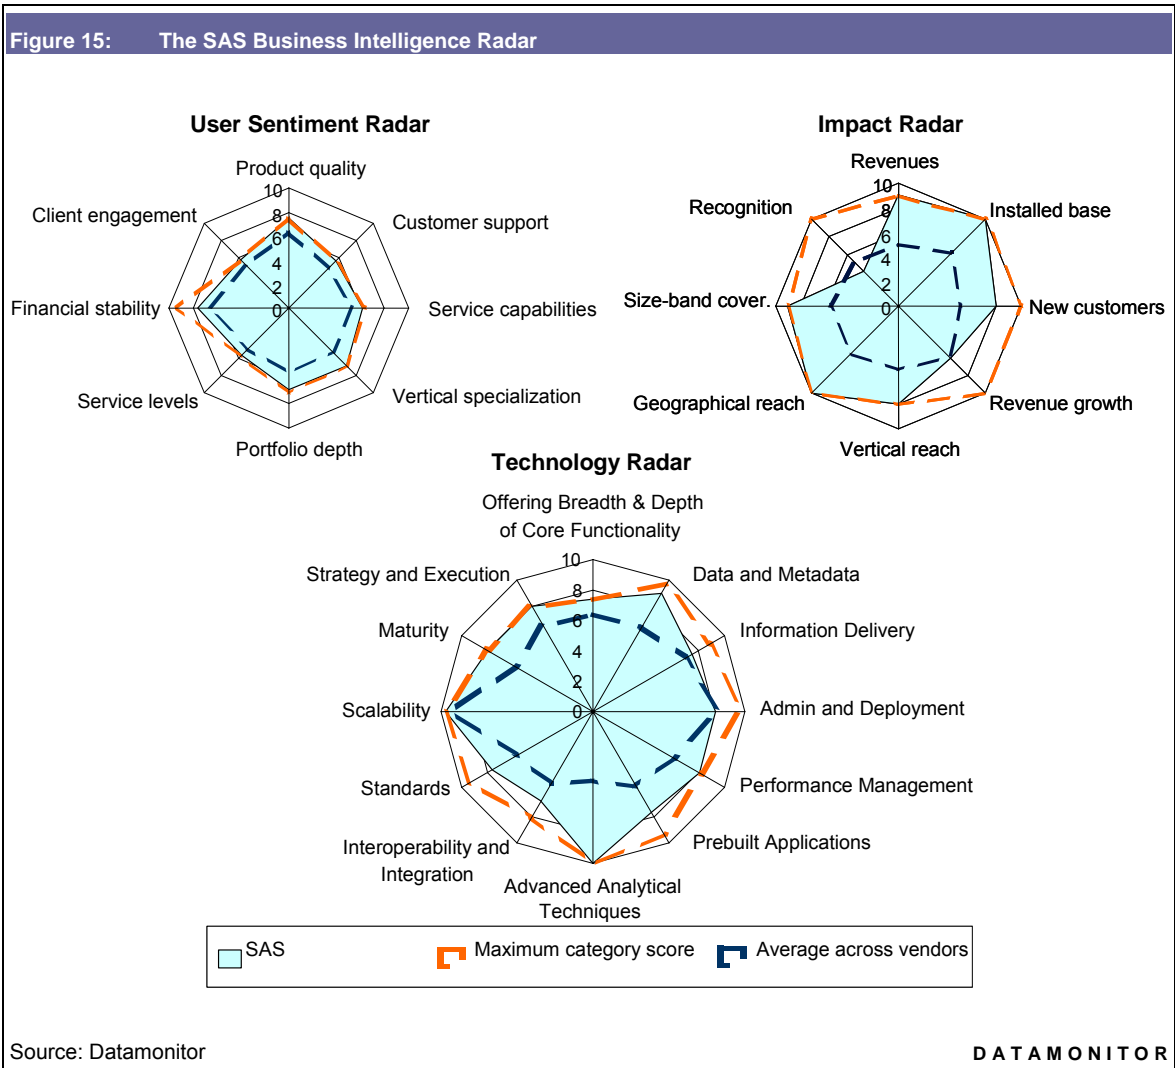 Figure 15: The SAS Business Intelligence Radar
User Sentiment Radar
Product quality
Customer support
Service capabilities
Vertical specialization
Portfolio depth
Service levels
Financial stability
Client engagement
10
8
6
4
2
0
Impact Radar
Revenues
Installed base
New customers
Revenue growth
Vertical reach
Geographical reach
Size-band cover.
Recognition
10
8
6
4
2
0
Technology Radar
Offering Breadth & Depth
of Core Functionality
Data and Metadata
Information Delivery
Admin and Deployment
Performance Management
Prebuilt Applications
Advanced Analytical
Techniques
Interoperability and
Integration
Standards
Scalability
Maturity
Strategy and Execution
10
8
6
4
2
0
SAS
Maximum category score
Average across vendors
Source: Datamonitor
DATAMONITOR